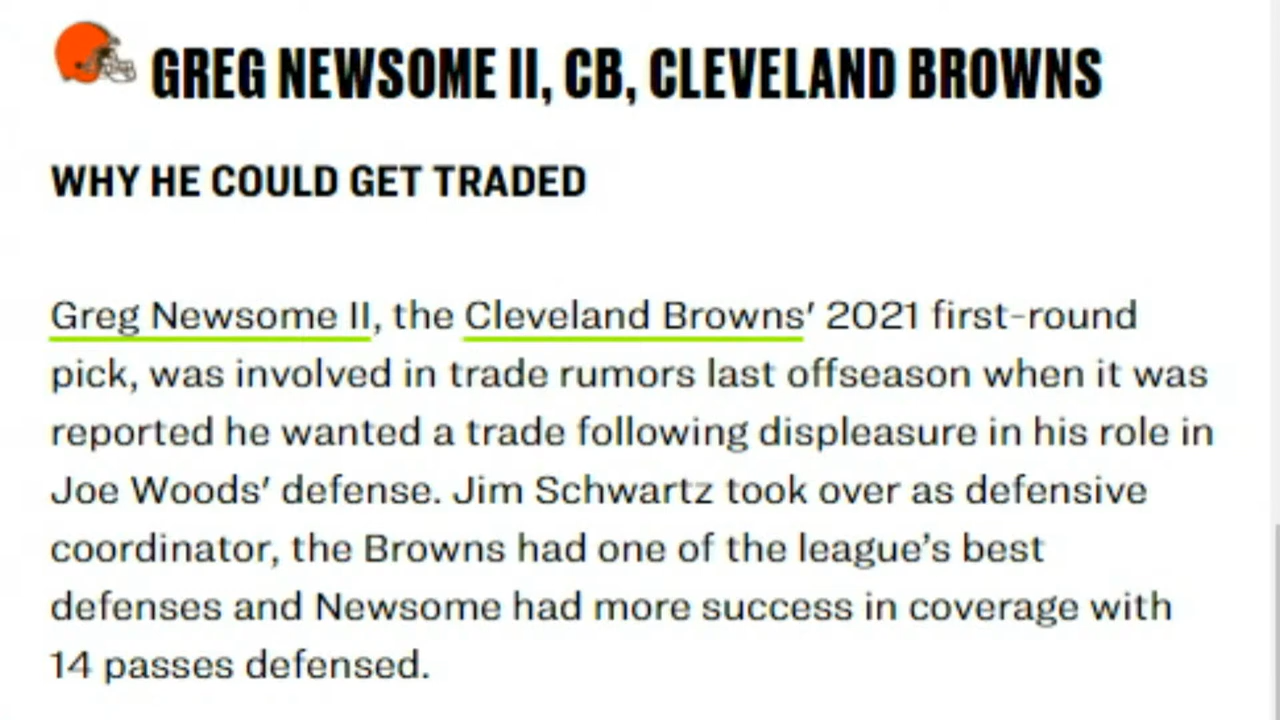 GREG NEWSOME II, CB, CLEVELAND BROWNS
WHY HE COULD GET TRADED
Greg Newsome II, the Cleveland Browns’ 2021 first-round
pick, was involved in trade rumors last offseason when it was
reported he wanted a trade following displeasure in his role in
Joe Woods’ defense. Jim Schwartz took over as defensive
coordinator, the Browns had one of the league’s best
defenses and Newsome had more success in coverage with
14 passes defensed.